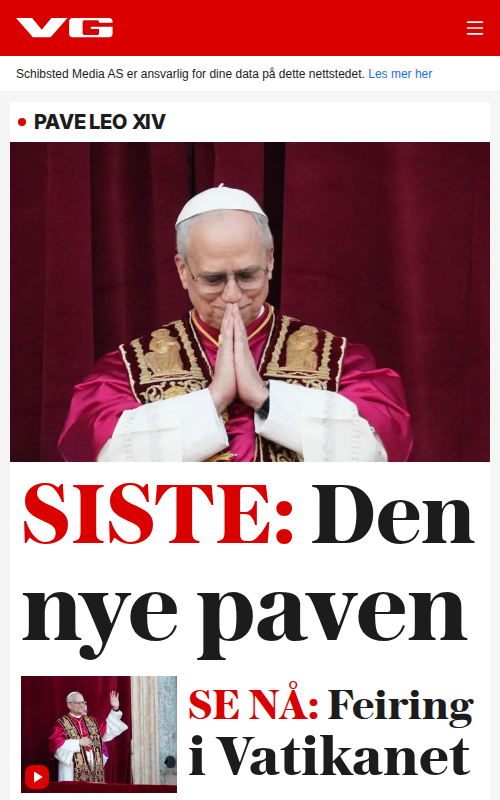 VG
Schibsted Media AS er ansvarlig for dine data på dette nettstedet. Les mer her
PAVE LEO XIV
SISTE: Den
nye paven
SE NÅ: Feiring
i Vatikanet